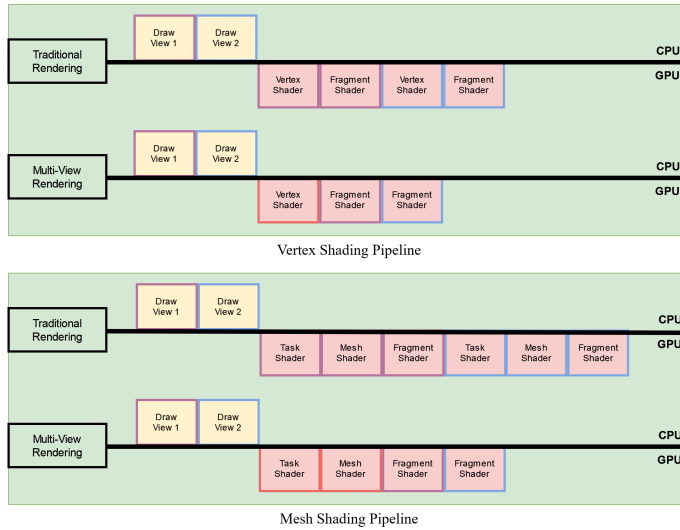 Draw Draw
View 1 View 2
Traditional
Rendering
CPU
GPU
Vertex Fragment Vertex Fragment
Shader Shader Shader Shader
Draw Draw
View 1 View 2
Multi-View
Rendering
CPU
GPU
Vertex Fragment Fragment
Shader Shader Shader
Vertex Shading Pipeline
Draw Draw
View 1 View 2
Traditional
Rendering
CPU
GPU
Task Mesh Fragment Task Mesh Fragment
Shader Shader Shader Shader Shader Shader
Draw Draw
View 1 View 2
Multi-View
Rendering
CPU
GPU
Task Mesh Fragment Fragment
Shader Shader Shader Shader
Mesh Shading Pipeline